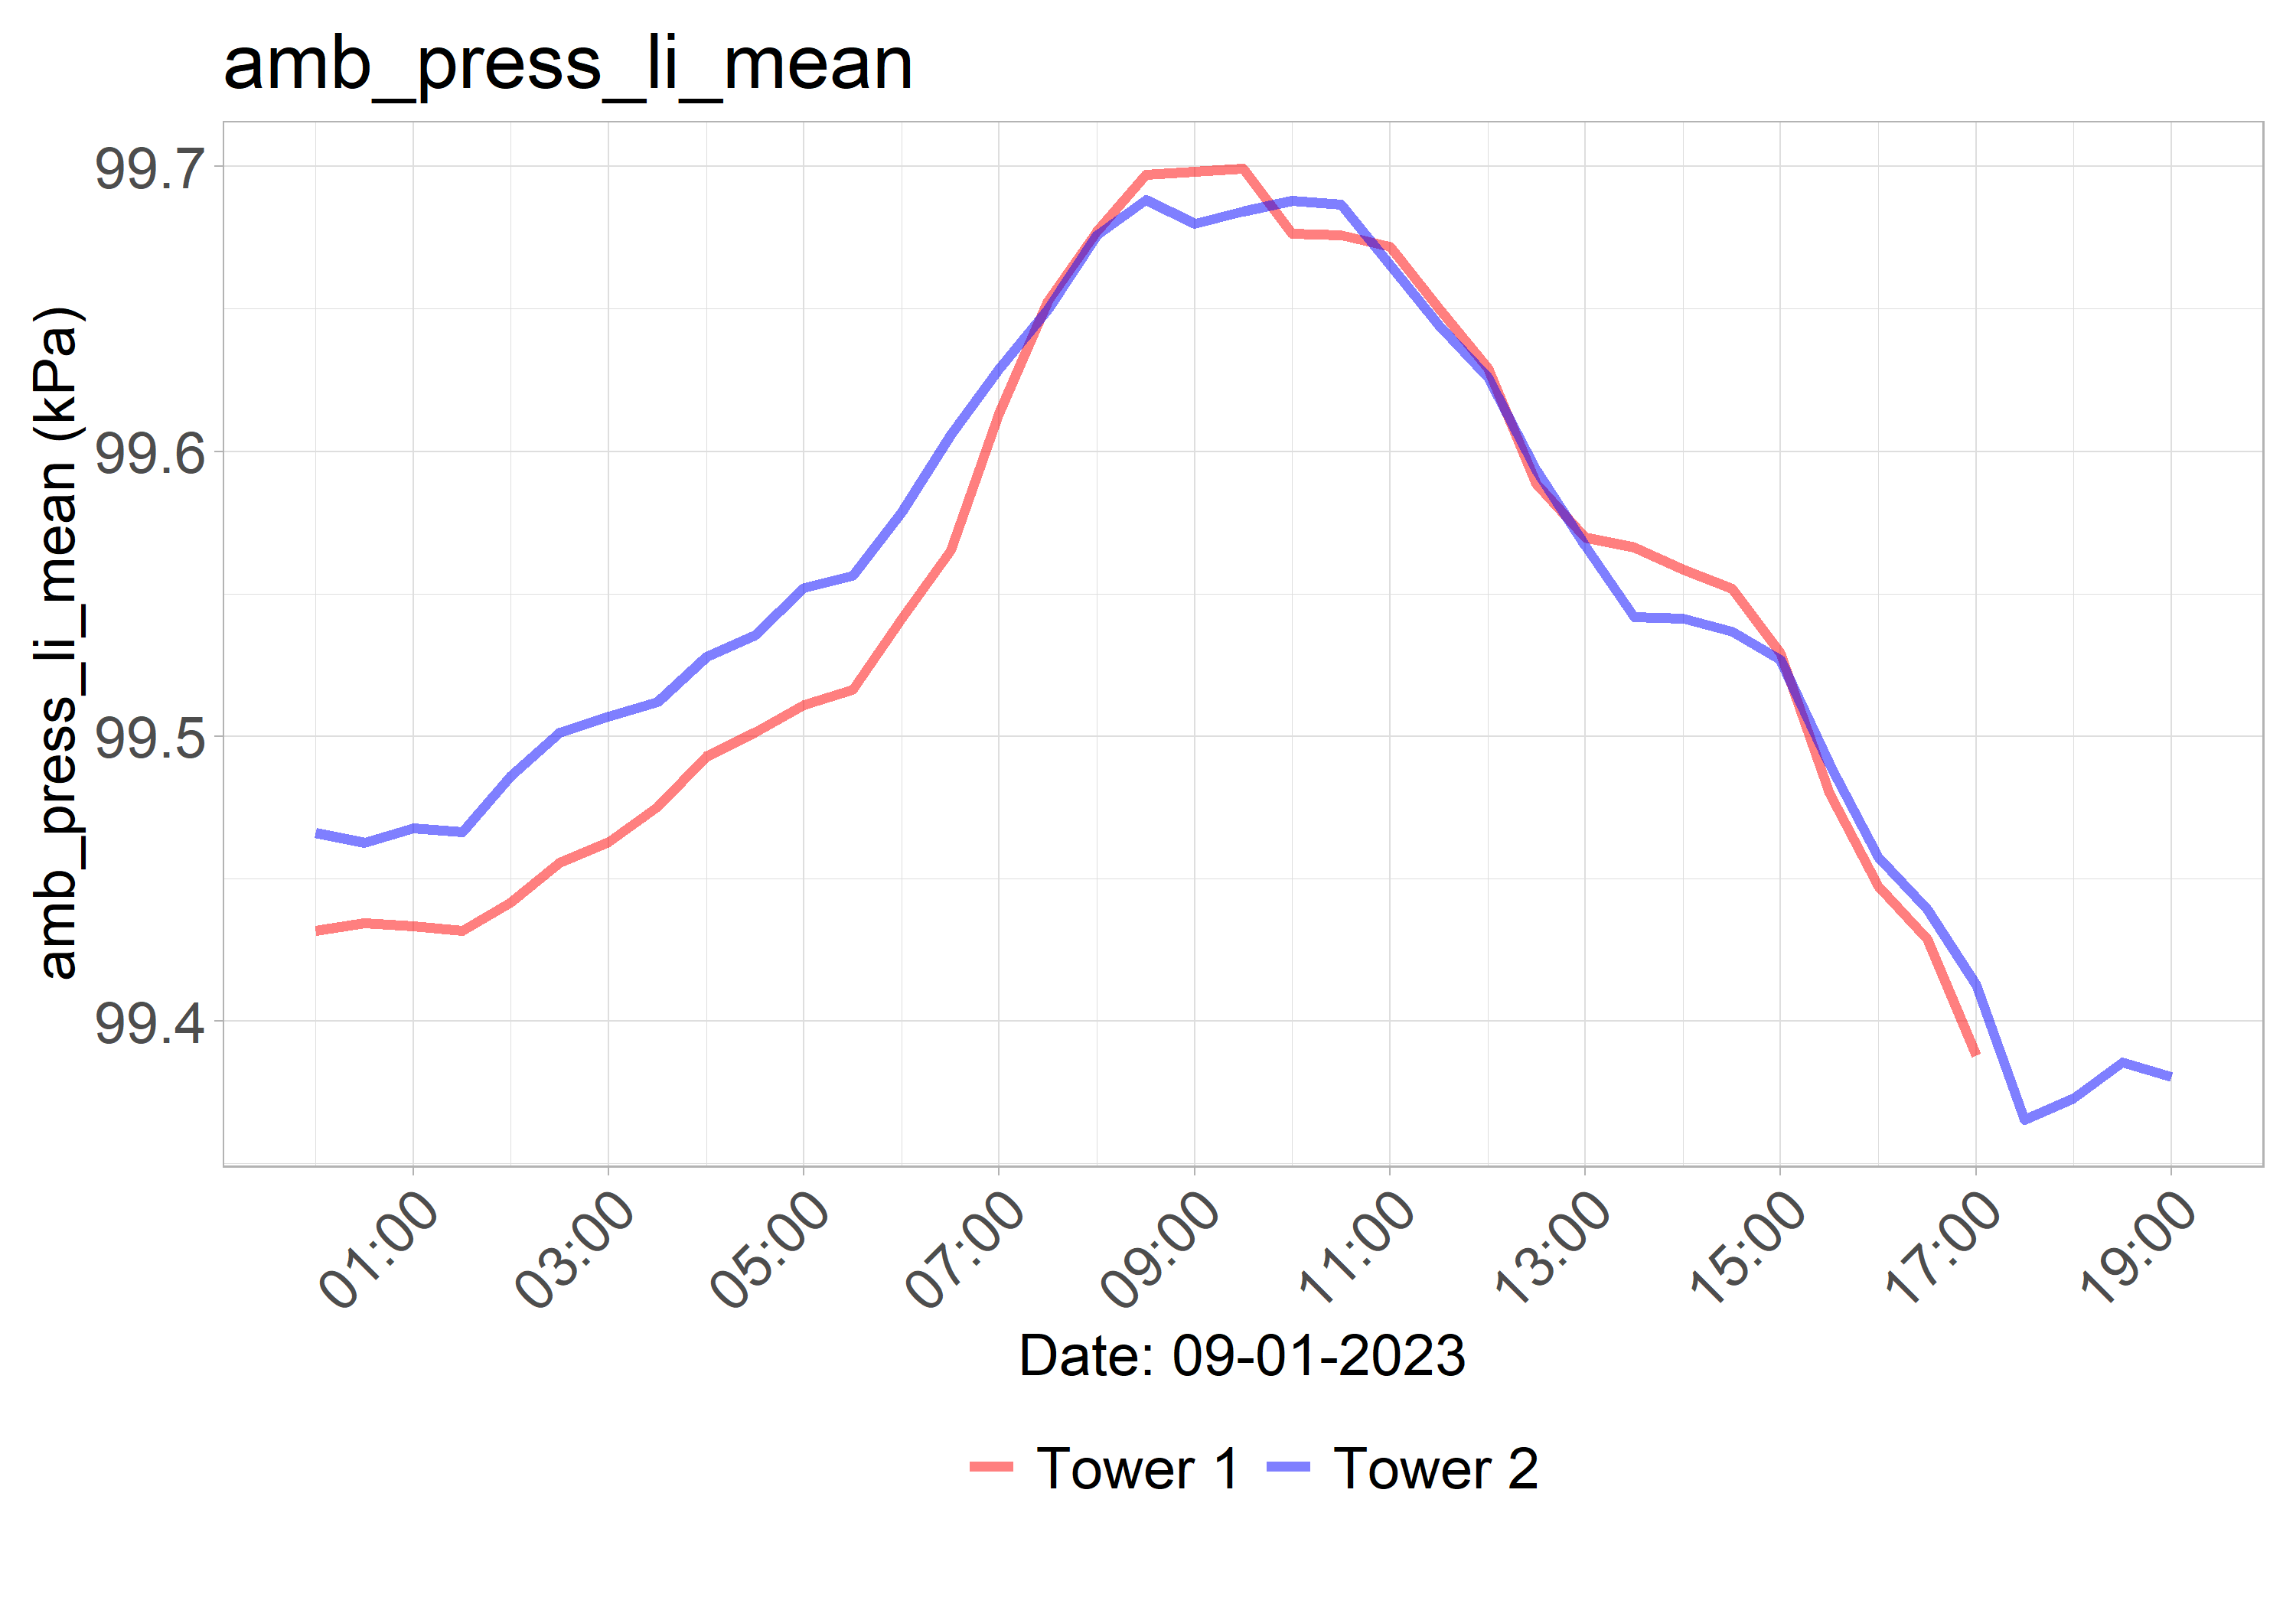 amb_press_li_mean
amb_press_li_mean (kPa)
99.7
99.6
99.5
99.4
01:00
03:00
05:00
07:00
09:00
11:00
13:00
15:00
17:00
19:00
Date: 09-01-2023
Tower 1
Tower 2